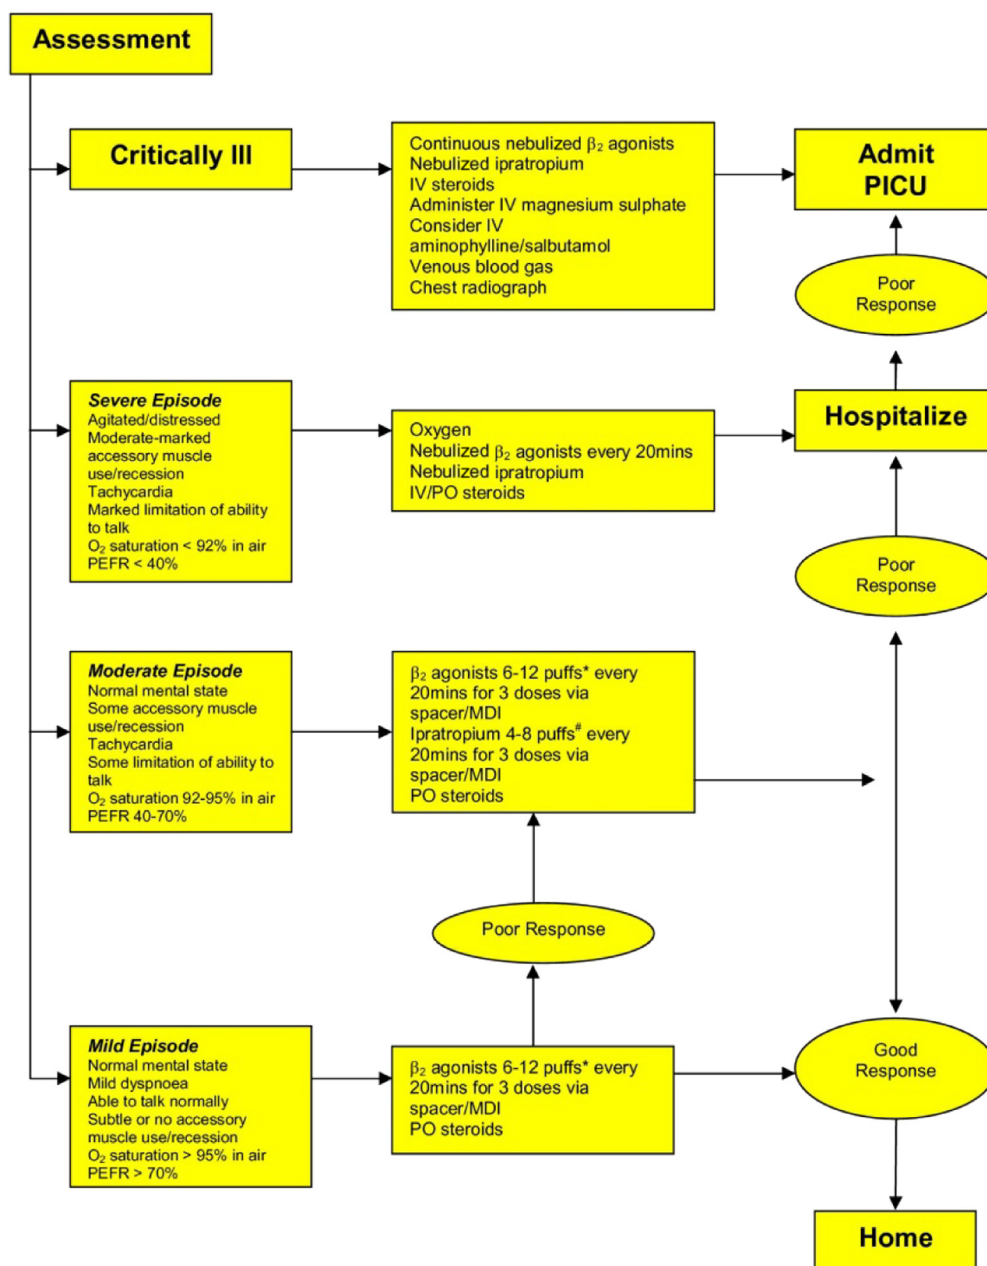 Assessment
Critically Ill
Continuous nebulized β₂ agonists
Nebulized ipratropium
IV steroids
Administer IV magnesium sulphate
Consider IV
aminophylline/salbutamol
Venous blood gas
Chest radiograph
Admit
PICU
Poor
Response
Severe Episode
Agitated/distressed
Moderate-marked
accessory muscle
use/recession
Tachycardia
Marked limitation of ability
to talk
O₂ saturation < 92% in air
PEFR < 40%
Oxygen
Nebulized β₂ agonists every 20mins
Nebulized ipratropium
IV/PO steroids
Hospitalize
Poor
Response
Moderate Episode
Normal mental state
Some accessory muscle
use/recession
Tachycardia
Some limitation of ability to
talk
O₂ saturation 92-95% in air
PEFR 40-70%
β₂ agonists 6-12 puffs* every
20mins for 3 doses via
spacer/MDI
Ipratropium 4-8 puffs# every
20mins for 3 doses via
spacer/MDI
PO steroids
Poor Response
Mild Episode
Normal mental state
Mild dyspnoea
Able to talk normally
Subtle or no accessory
muscle use/recession
O₂ saturation > 95% in air
PEFR > 70%
β₂ agonists 6-12 puffs* every
20mins for 3 doses via
spacer/MDI
PO steroids
Good
Response
Home